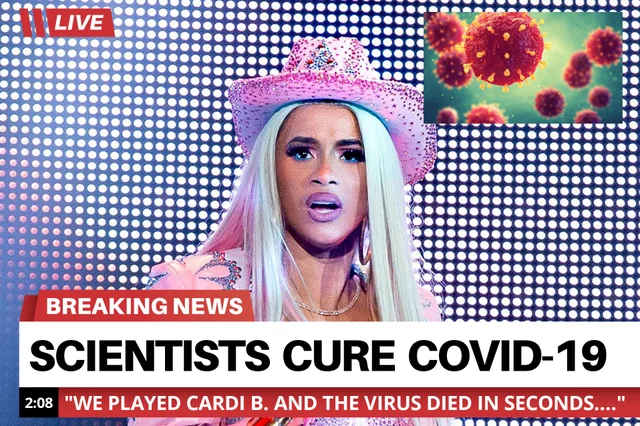 LIVE
BREAKING NEWS
SCIENTISTS CURE COVID-19
2:08 "WE PLAYED CARDI B. AND THE VIRUS DIED IN SECONDS...."